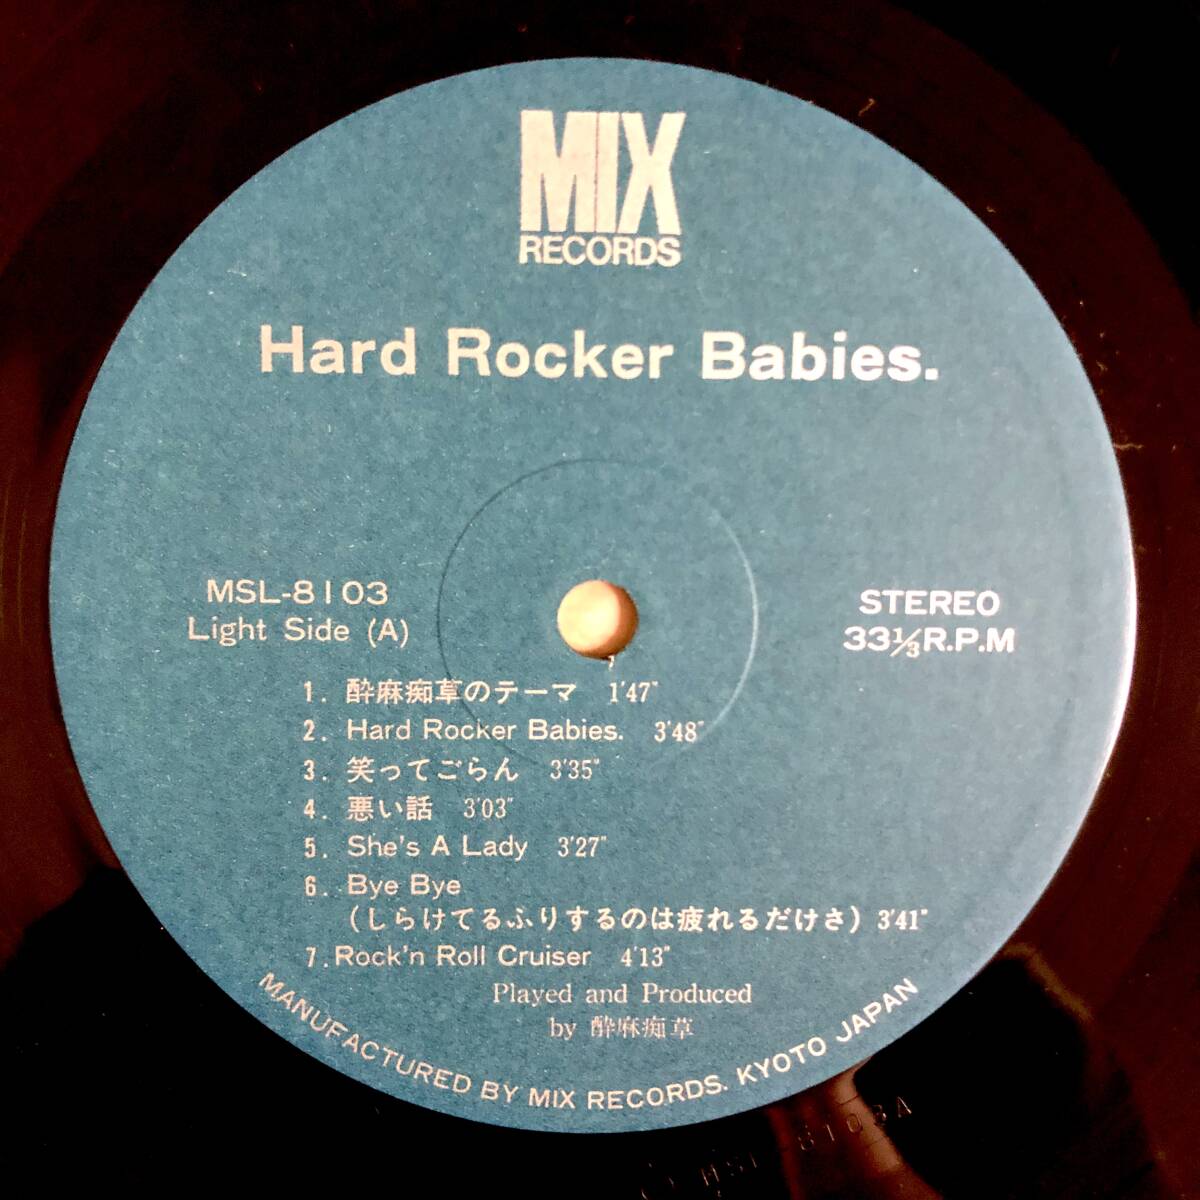 MIX
RECORDS
Hard Rocker Babies.
MSL-8103
Light Side (A)
STEREO
33⅓R.P.M
1. 酔麻痴草のテーマ 1'47"
2. Hard Rocker Babies. 3'48"
3. 笑ってごらん 3'35"
4. 悪い話 3'03"
5. She's A Lady 3'27"
6. Bye Bye
(しらけてるふりするのは疲れるだけさ) 3'41"
7. Rock'n Roll Cruiser 4'13"
Played and Produced
by 酔麻痴草
MANUFACTURED BY MIX RECORDS. KYOTO JAPAN
MSL-8103A